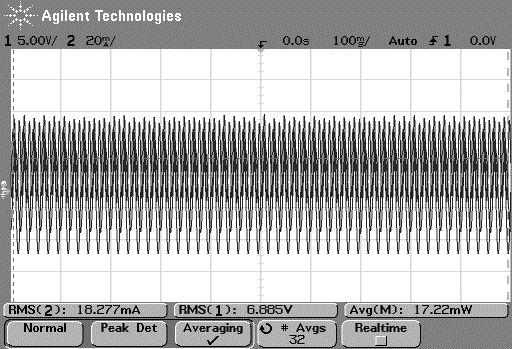 Agilent Technologies
1 5.00V/ 2 20mA/ 0.0s 100ms/ Auto 1 0.0V
RMS(2): 18.277mA RMS(1): 6.885V Avg(M): 17.22mW
Normal Peak Det Averaging # Avgs Realtime
32